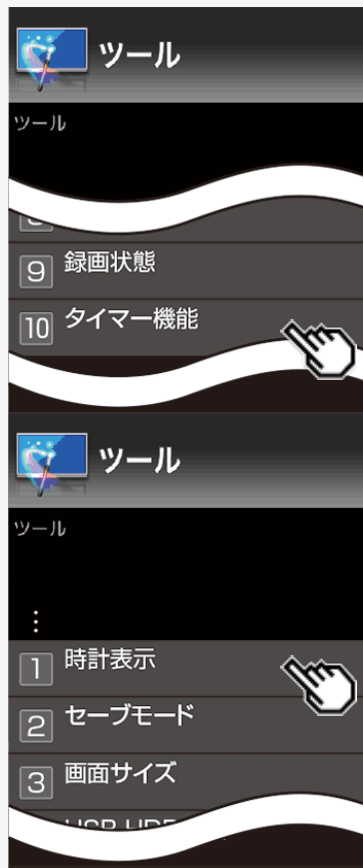 ツール
ツール
9 録画状態
10 タイマー機能
ツール
ツール
⋮
1 時計表示
2 セーブモード
3 画面サイズ